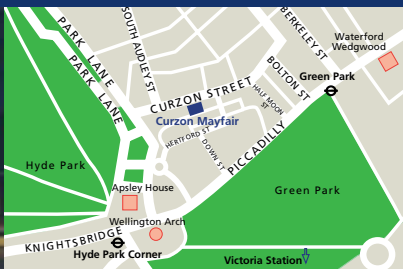 PARK LANE
PARK LANE
SOUTH AUDLEY ST
BERKELEY ST
Waterford
Wedgwood
BOLTON ST
Green Park
CURZON STREET
HALF MOON
ST
Curzon Mayfair
HERTFORD ST
DOWN ST
PICCADILLY
Hyde Park
Apsley House
Green Park
Wellington Arch
KNIGHTSBRIDGE
Hyde Park Corner
Victoria Station